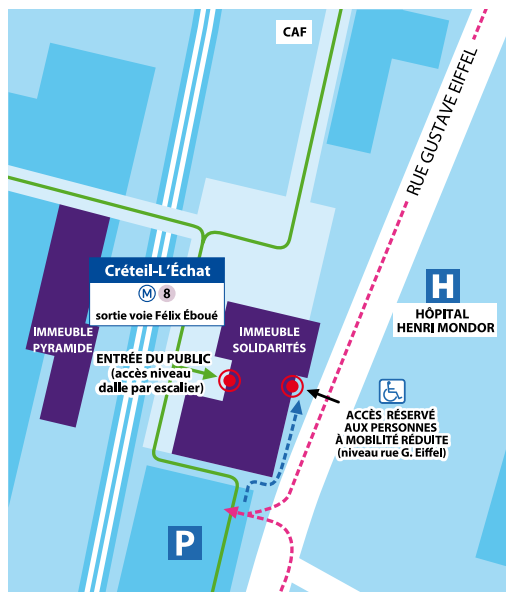 CAF
RUE GUSTAVE EIFFEL
Créteil-L'Échat
M 8
sortie voie Félix Éboué
H
HÔPITAL
HENRI MONDOR
IMMEUBLE
PYRAMIDE
IMMEUBLE
SOLIDARITÉS
ENTRÉE DU PUBLIC
(accès niveau
dalle par escalier)
ACCÈS RÉSERVÉ
AUX PERSONNES
À MOBILITÉ RÉDUITE
(niveau rue G. Eiffel)
P